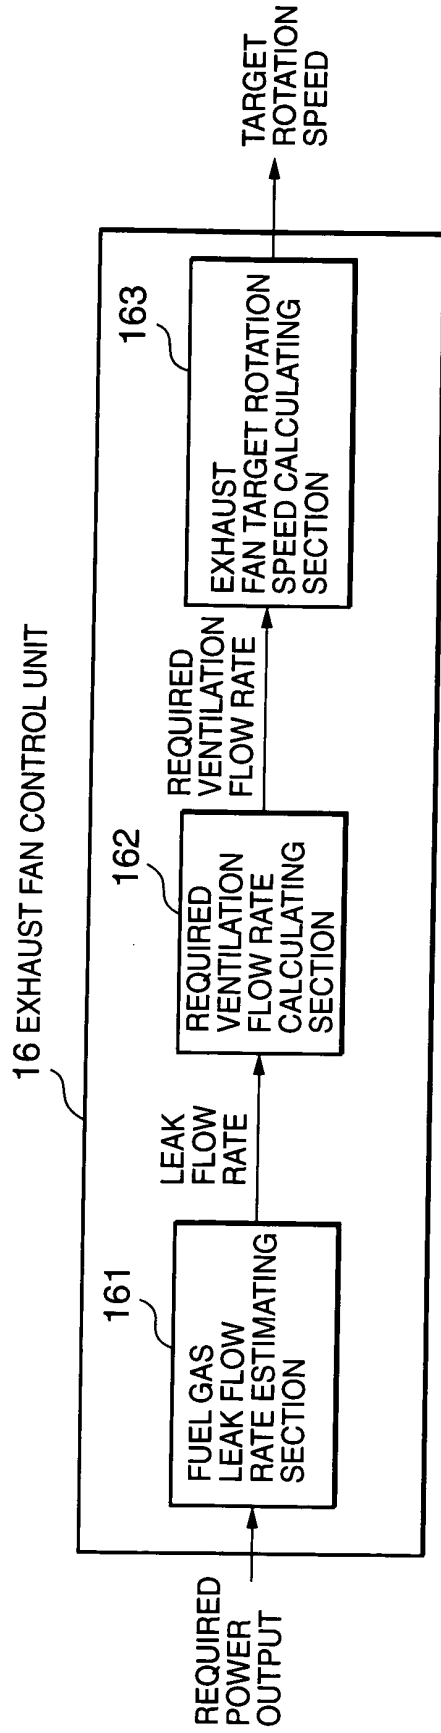 16 EXHAUST FAN CONTROL UNIT
REQUIRED
POWER
OUTPUT
161
FUEL GAS
LEAK FLOW
RATE ESTIMATING
SECTION
LEAK
FLOW
RATE
162
REQUIRED
VENTILATION
FLOW RATE
CALCULATING
SECTION
REQUIRED
VENTILATION
FLOW RATE
163
EXHAUST
FAN TARGET ROTATION
SPEED CALCULATING
SECTION
TARGET
ROTATION
SPEED